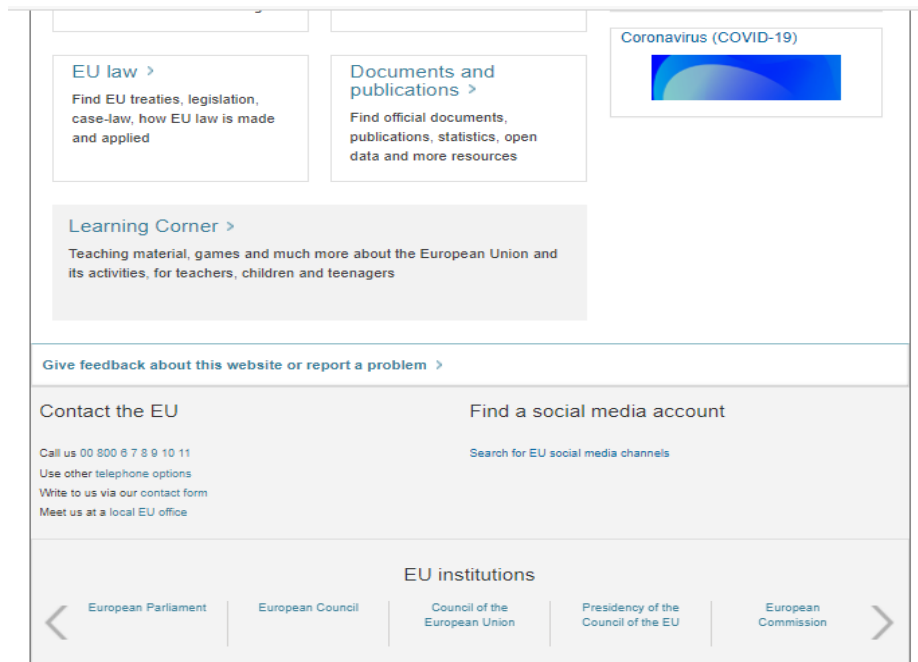 EU law >
Find EU treaties, legislation,
case-law, how EU law is made
and applied
Documents and
publications >
Find official documents,
publications, statistics, open
data and more resources
Coronavirus (COVID-19)
Learning Corner >
Teaching material, games and much more about the European Union and
its activities, for teachers, children and teenagers
Give feedback about this website or report a problem >
Contact the EU
Call us 00 800 6 7 8 9 10 11
Use other telephone options
Write to us via our contact form
Meet us at a local EU office
Find a social media account
Search for EU social media channels
EU institutions
European Parliament
European Council
Council of the
European Union
Presidency of the
Council of the EU
European
Commission